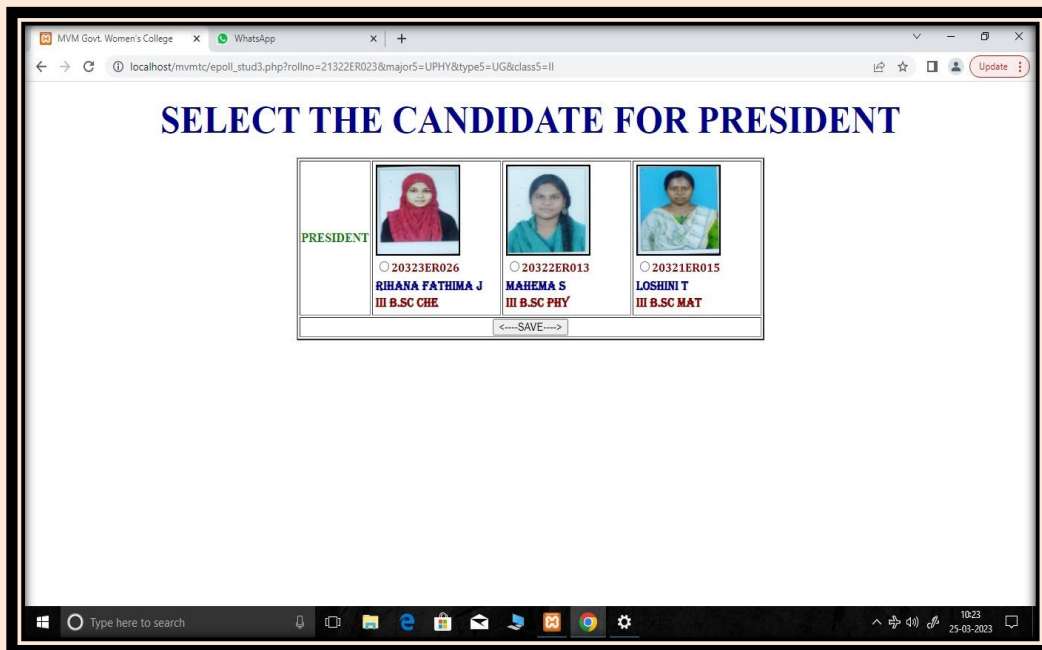 MVM Govt. Women's College
WhatsApp
localhost/mvmtc/epoll_stud3.php?rollno=21322ER023&major5=UPHY&type5=UG&class5=II
Update
SELECT THE CANDIDATE FOR PRESIDENT
PRESIDENT
20323ER026
RIHANA FATHIMA J
III B.SC CHE
20322ER013
MAHEMA S
III B.SC PHY
20321ER015
LOSHINI T
III B.SC MAT
<----SAVE---->
Type here to search
10:23
25-03-2023